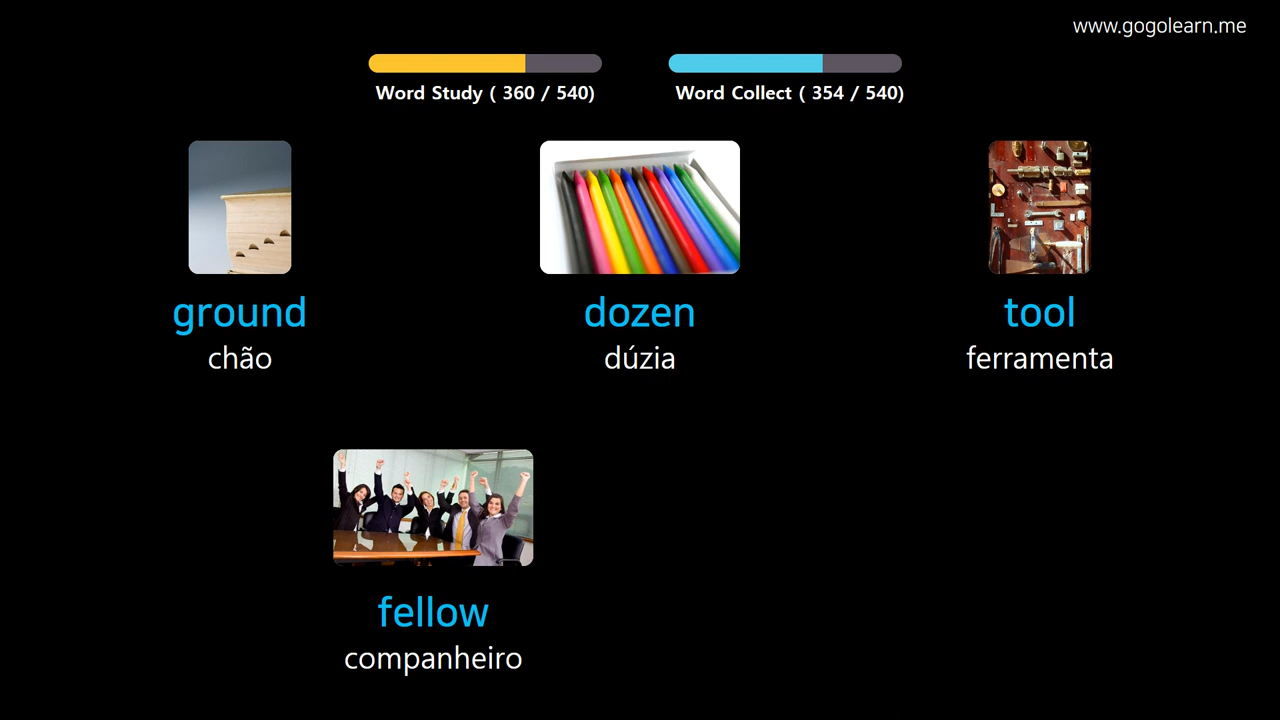 www.gogolearn.me
Word Study ( 360 / 540)
Word Collect ( 354 / 540)
ground
chão
dozen
dúzia
tool
ferramenta
fellow
companheiro